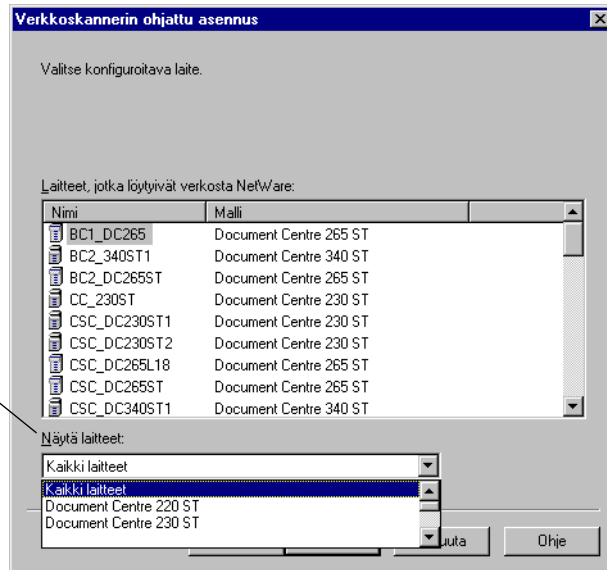 Verkkoskannerin ohjattu asennus
Valitse konfiguroitava laite.
Laitteet, jotka löytyivät verkosta NetWare:
Nimi Malli
BC1_DC265 Document Centre 265 ST
BC2_340ST1 Document Centre 340 ST
BC2_DC265ST Document Centre 265 ST
CC_230ST Document Centre 230 ST
CSC_DC230ST1 Document Centre 230 ST
CSC_DC230ST2 Document Centre 230 ST
CSC_DC265L18 Document Centre 265 ST
CSC_DC265ST Document Centre 265 ST
CSC_DC340ST1 Document Centre 340 ST
Näytä laitteet:
Kaikki laitteet
Kaikki laitteet
Document Centre 220 ST
Document Centre 230 ST
uuta Ohje